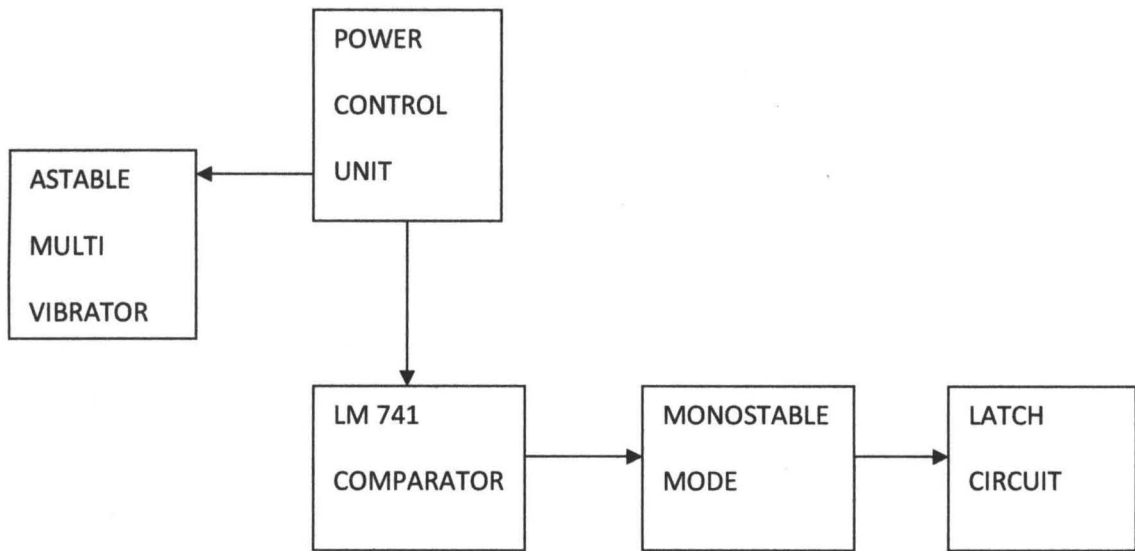 POWER
CONTROL
UNIT
ASTABLE
MULTI
VIBRATOR
LM 741
COMPARATOR
MONOSTABLE
MODE
LATCH
CIRCUIT